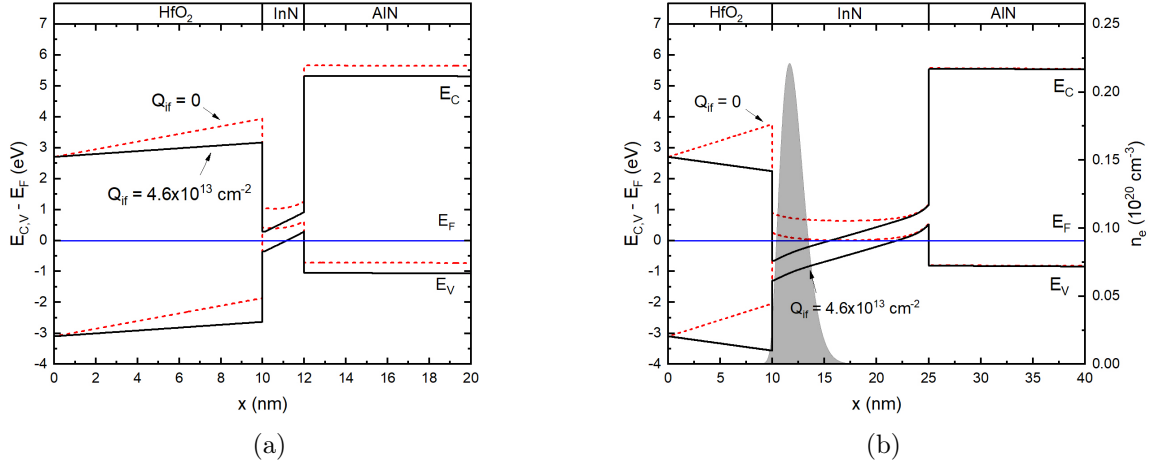 HfO2 InN AlN
7
6
5
4
3
2
1
0
-1
-2
-3
-4
EC,V - EF (eV)
Qif = 0
Qif = 4.6x10^13 cm^-2
EC
EF
EV
0 2 4 6 8 10 12 14 16 18 20
x (nm)
(a)
HfO2 InN AlN
7
6
5
4
3
2
1
0
-1
-2
-3
-4
EC,V - EF (eV)
Qif = 0
Qif = 4.6x10^13 cm^-2
EC
EF
EV
0.25
0.20
0.15
0.10
0.05
0.00
ne (10^20 cm^-3)
0 5 10 15 20 25 30 35 40
x (nm)
(b)